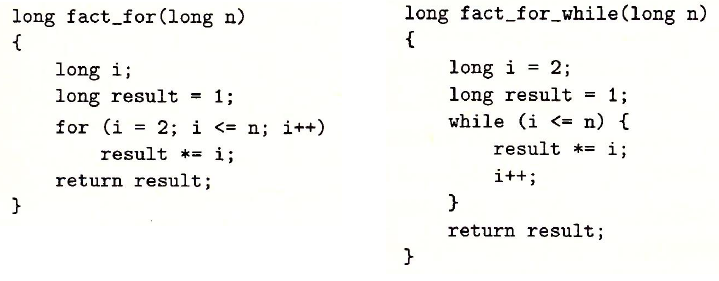 long fact_for(long n)
{
    long i;
    long result = 1;
    for (i = 2; i <= n; i++)
        result *= i;
    return result;
}
long fact_for_while(long n)
{
    long i = 2;
    long result = 1;
    while (i <= n) {
        result *= i;
        i++;
    }
    return result;
}